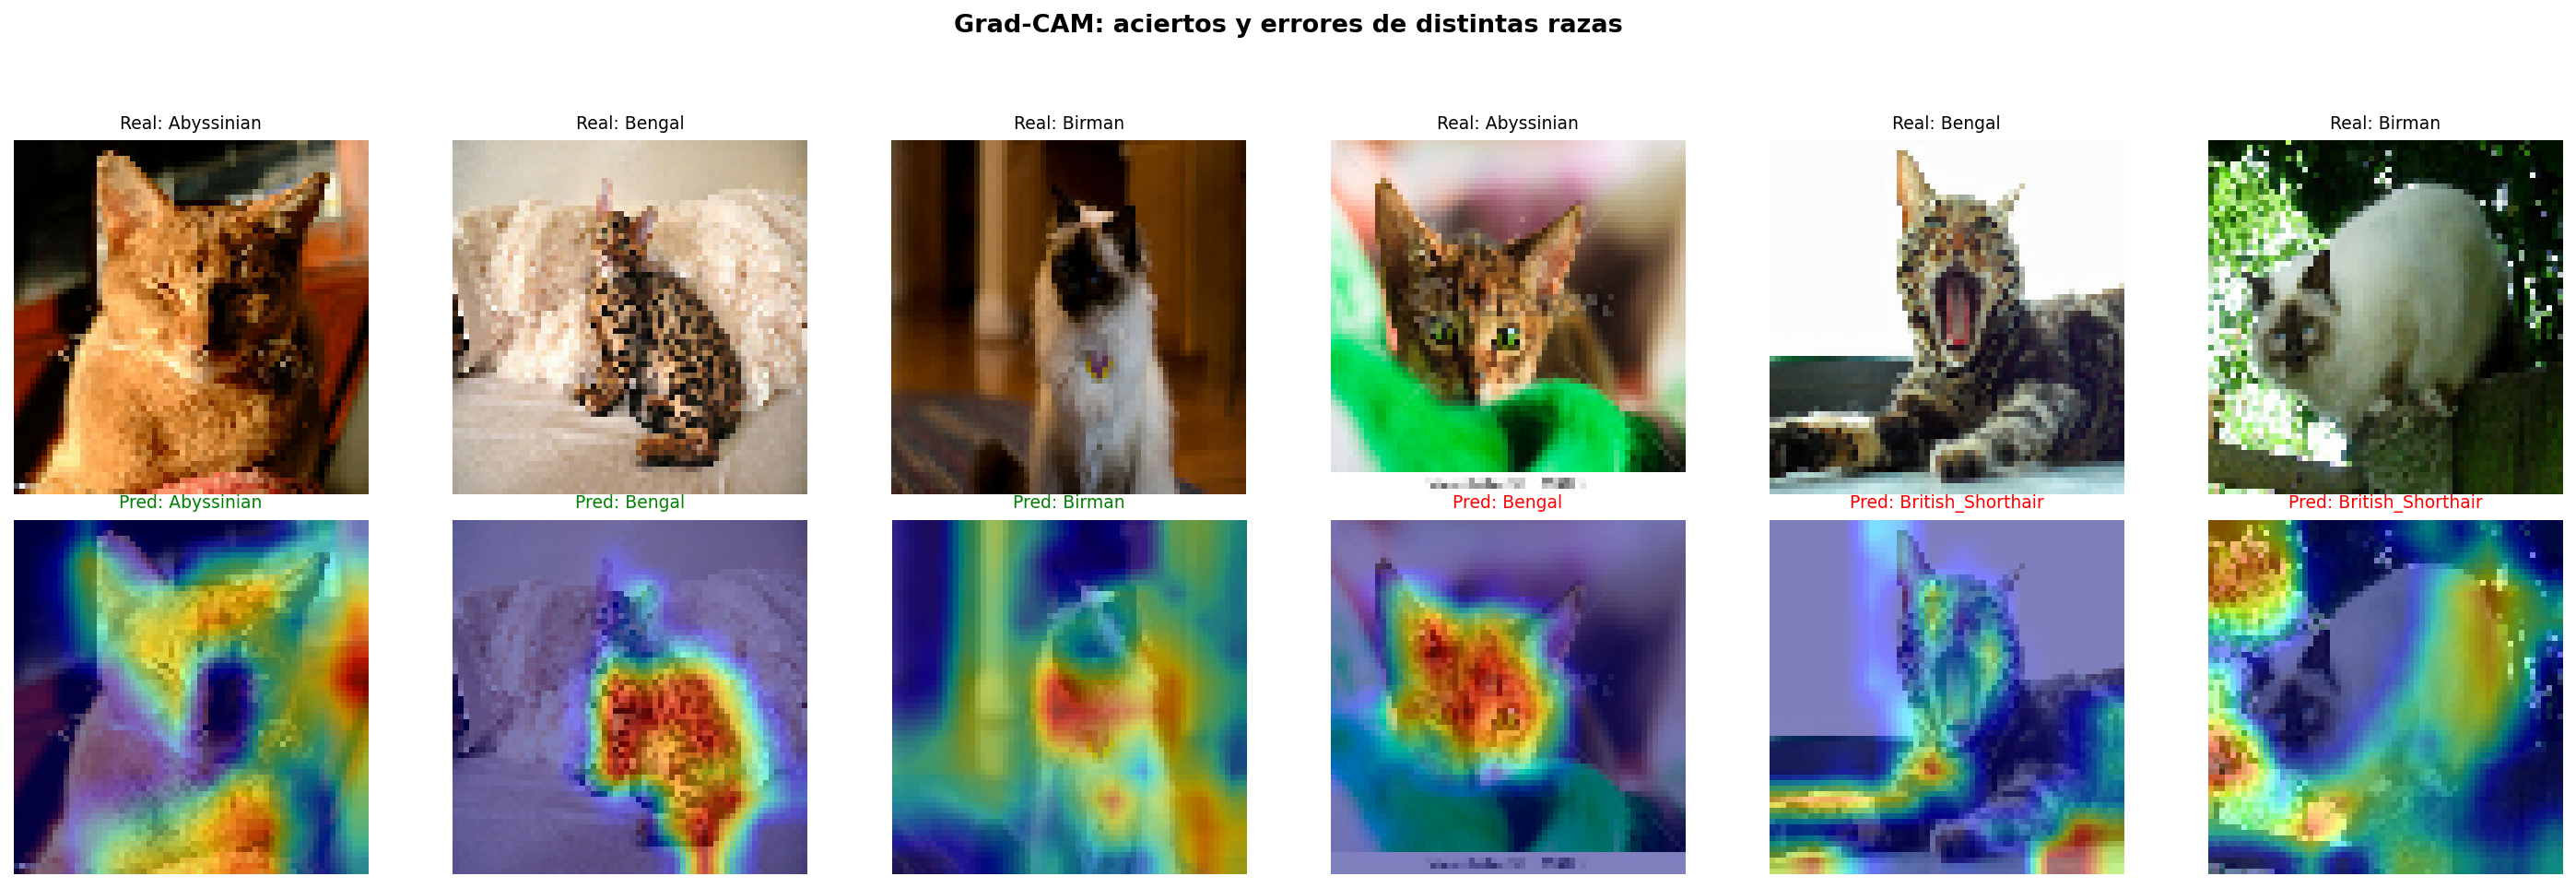 Grad-CAM: aciertos y errores de distintas razas
Real: Abyssinian
Real: Bengal
Real: Birman
Real: Abyssinian
Real: Bengal
Real: Birman
Pred: Abyssinian
Pred: Bengal
Pred: Birman
Pred: Bengal
Pred: British_Shorthair
Pred: British_Shorthair